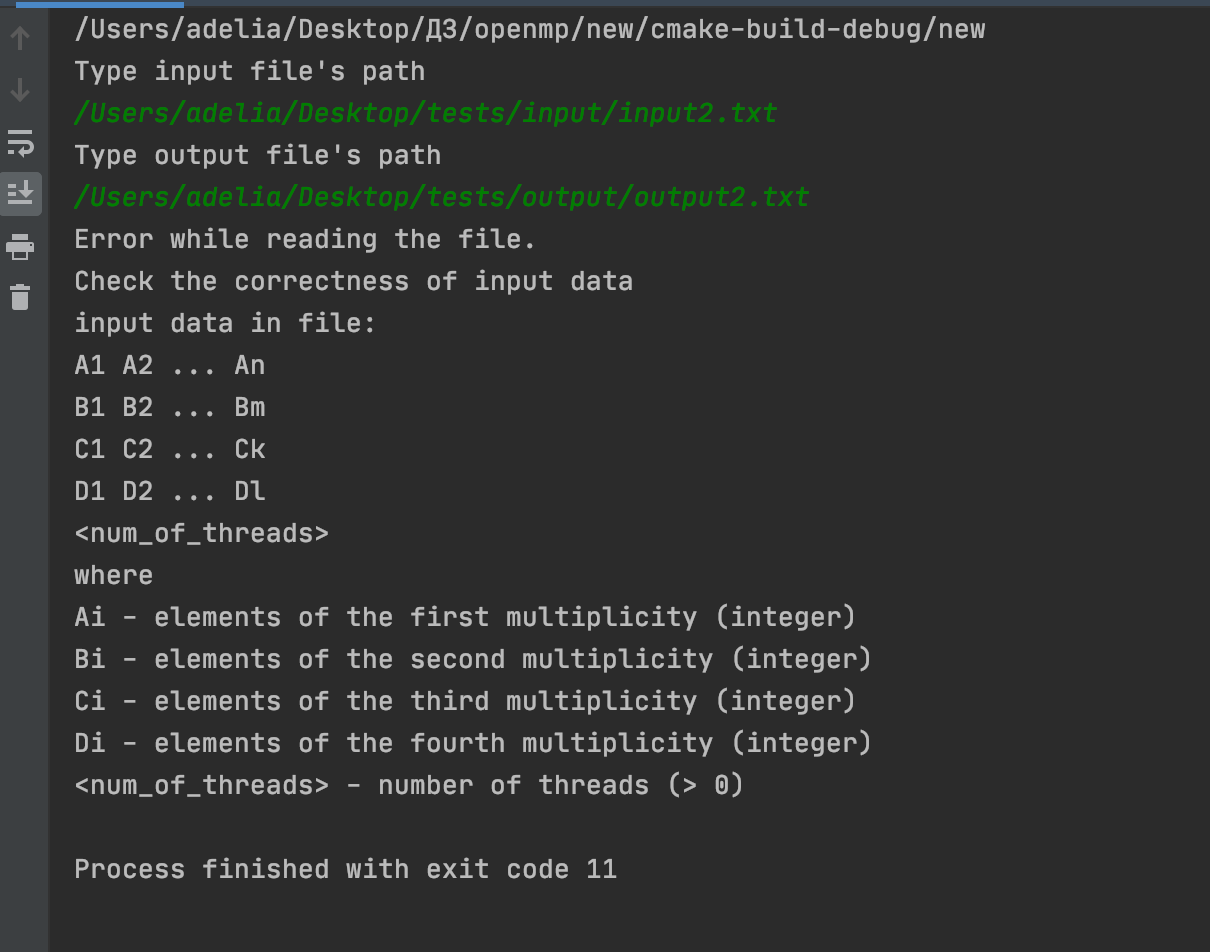 /Users/adelia/Desktop/ДЗ/openmp/new/cmake-build-debug/new
Type input file's path
/Users/adelia/Desktop/tests/input/input2.txt
Type output file's path
/Users/adelia/Desktop/tests/output/output2.txt
Error while reading the file.
Check the correctness of input data
input data in file:
A1 A2 ... An
B1 B2 ... Bm
C1 C2 ... Ck
D1 D2 ... Dl
<num_of_threads>
where
Ai - elements of the first multiplicity (integer)
Bi - elements of the second multiplicity (integer)
Ci - elements of the third multiplicity (integer)
Di - elements of the fourth multiplicity (integer)
<num_of_threads> - number of threads (> 0)
Process finished with exit code 11